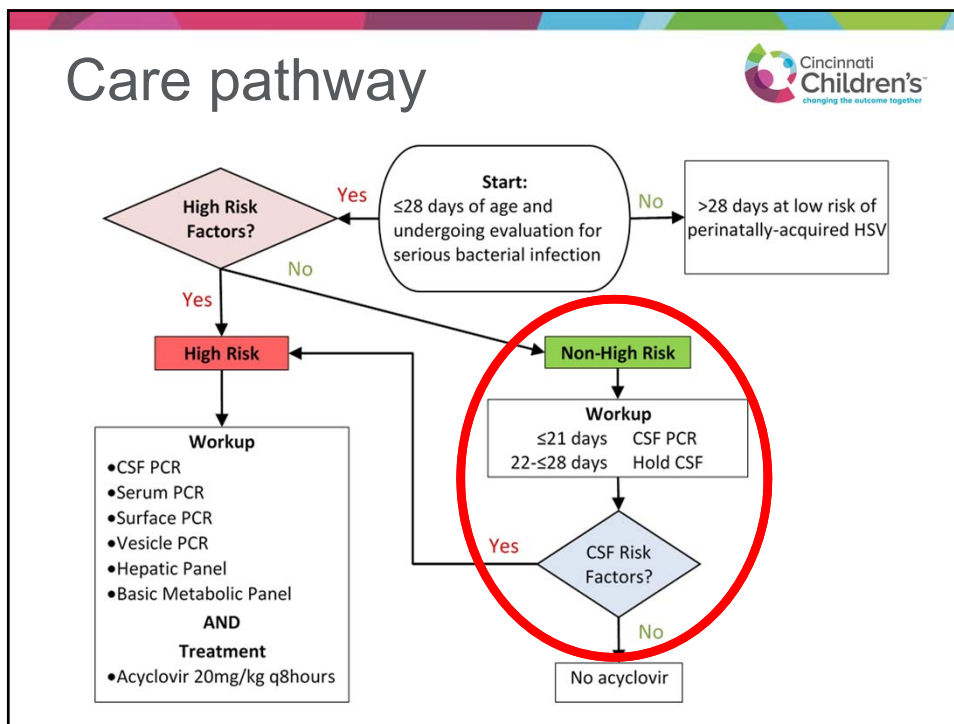 Care pathway
Cincinnati
Children's™
changing the outcome together
Start:
≤28 days of age and
undergoing evaluation for
serious bacterial infection
Yes
No
High Risk
Factors?
>28 days at low risk of
perinatally-acquired HSV
Yes
No
High Risk
Non-High Risk
Workup
•CSF PCR
•Serum PCR
•Surface PCR
•Vesicle PCR
•Hepatic Panel
•Basic Metabolic Panel
AND
Treatment
•Acyclovir 20mg/kg q8hours
Workup
≤21 days CSF PCR
22-≤28 days Hold CSF
Yes
CSF Risk
Factors?
No
No acyclovir